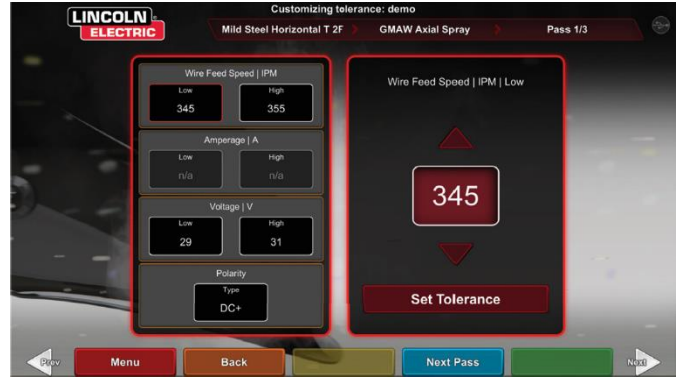 Customizing tolerance: demo
LINCOLN
ELECTRIC
Mild Steel Horizontal T 2F
GMAW Axial Spray
Pass 1/3
Wire Feed Speed | IPM
Low
High
345
355
Amperage | A
Low
High
n/a
n/a
Voltage | V
Low
High
29
31
Polarity
Type
DC+
Wire Feed Speed | IPM | Low
345
Set Tolerance
Prev
Menu
Back
Next Pass
Next